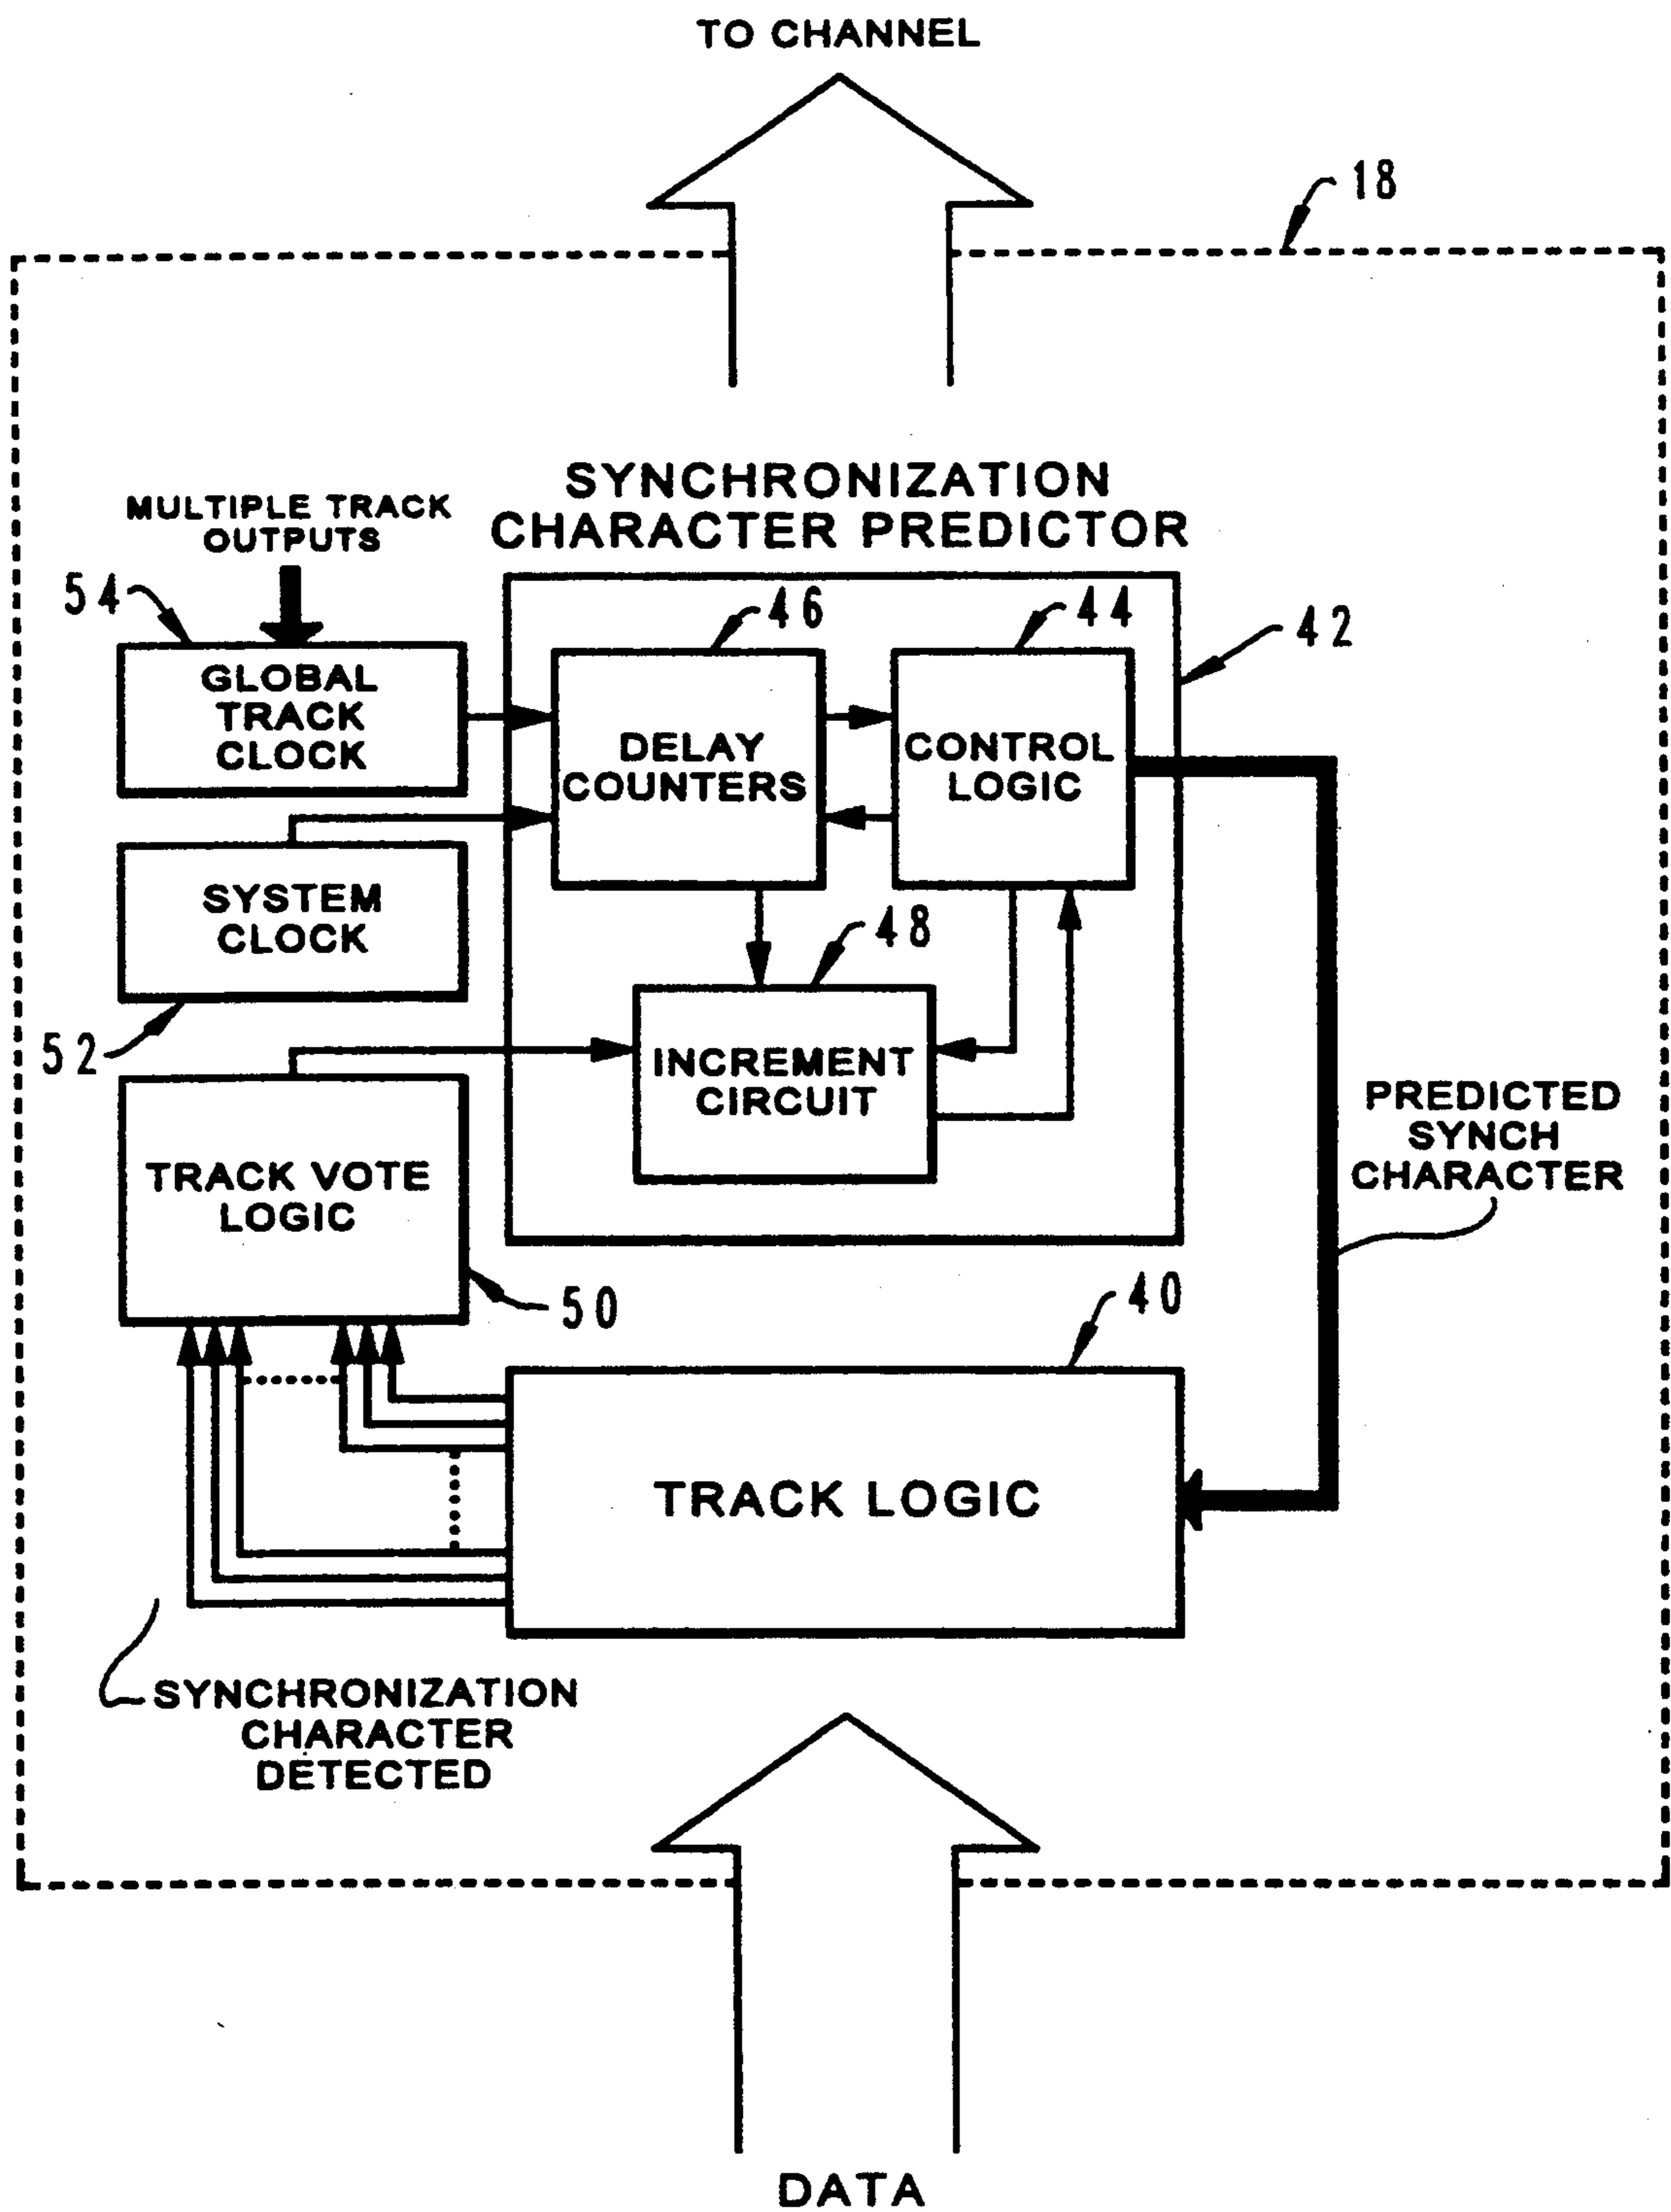 TO CHANNEL
18
SYNCHRONIZATION
CHARACTER PREDICTOR
MULTIPLE TRACK
OUTPUTS
54
46
44
42
GLOBAL
TRACK
CLOCK
DELAY
COUNTERS
CONTROL
LOGIC
SYSTEM
CLOCK
48
52
INCREMENT
CIRCUIT
PREDICTED
SYNCH
CHARACTER
TRACK VOTE
LOGIC
50
40
TRACK LOGIC
SYNCHRONIZATION
CHARACTER
DETECTED
DATA